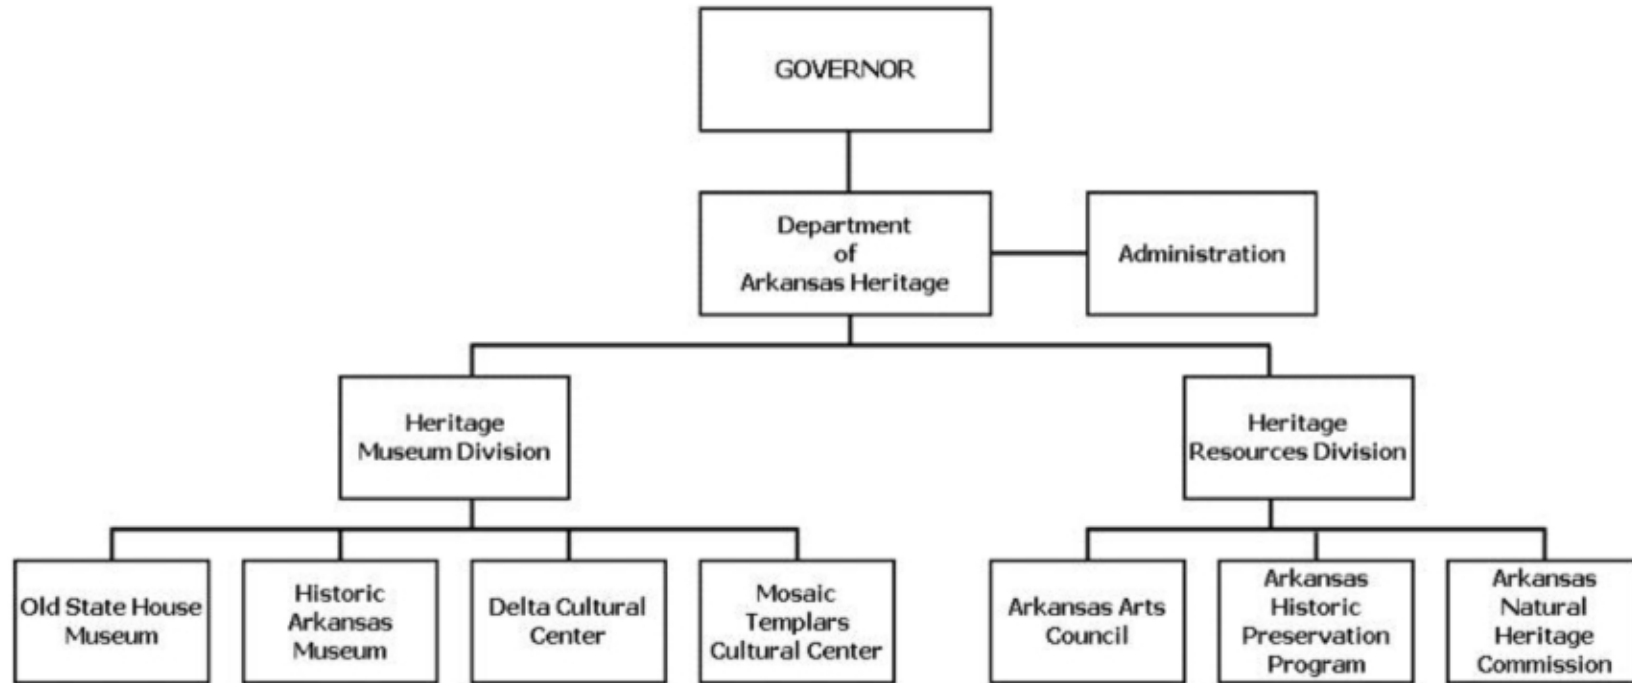 GOVERNOR
Department
of
Arkansas Heritage
Administration
Heritage
Museum Division
Heritage
Resources Division
Old State House
Museum
Historic
Arkansas
Museum
Delta Cultural
Center
Mosaic
Templars
Cultural Center
Arkansas Arts
Council
Arkansas
Historic
Preservation
Program
Arkansas
Natural
Heritage
Commission